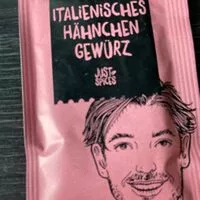 ITALIENISCHES
HÄHNCHEN
GEWÜRZ
JUST
SPICES